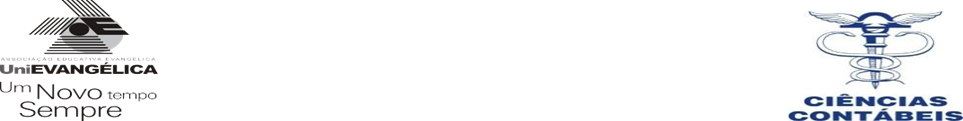 ASSOCIAÇÃO EDUCATIVA EVANGÉLICA
UniEVANGÉLICA
Um Novo tempo
Sempre
CIÊNCIAS
CONTÁBEIS